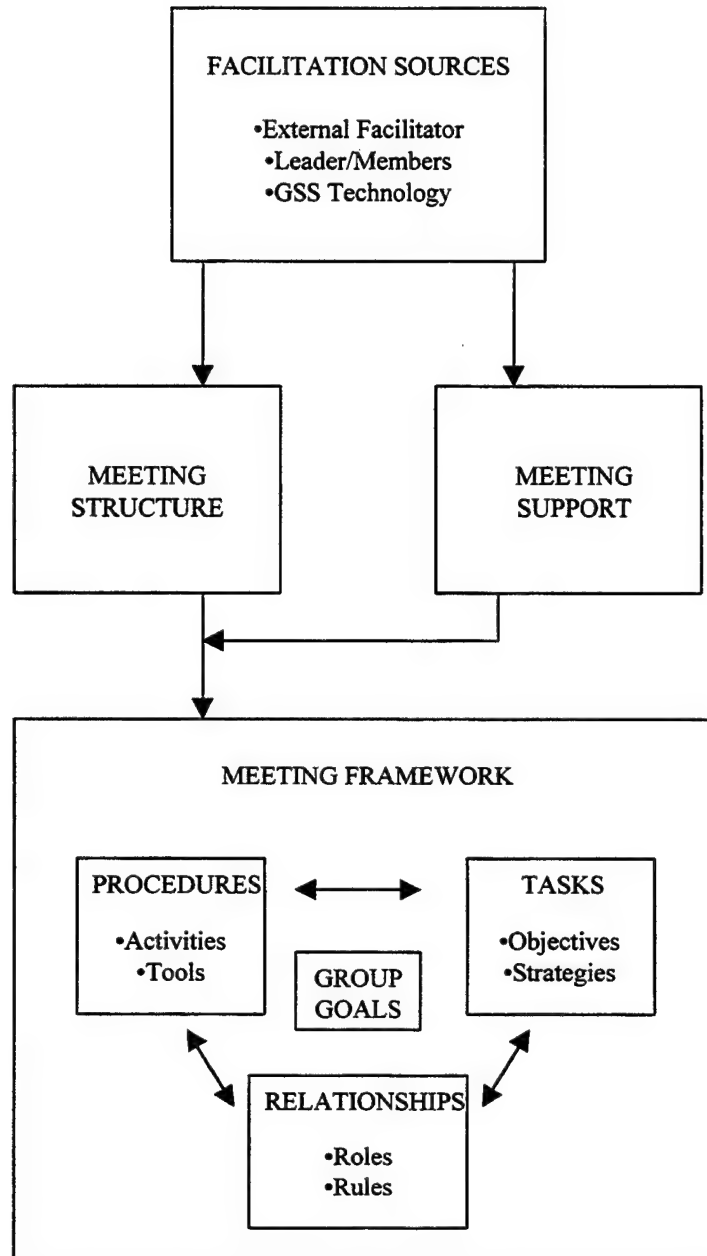 FACILITATION SOURCES
•External Facilitator
•Leader/Members
•GSS Technology
MEETING
STRUCTURE
MEETING
SUPPORT
MEETING FRAMEWORK
PROCEDURES
•Activities
•Tools
TASKS
•Objectives
•Strategies
GROUP
GOALS
RELATIONSHIPS
•Roles
•Rules